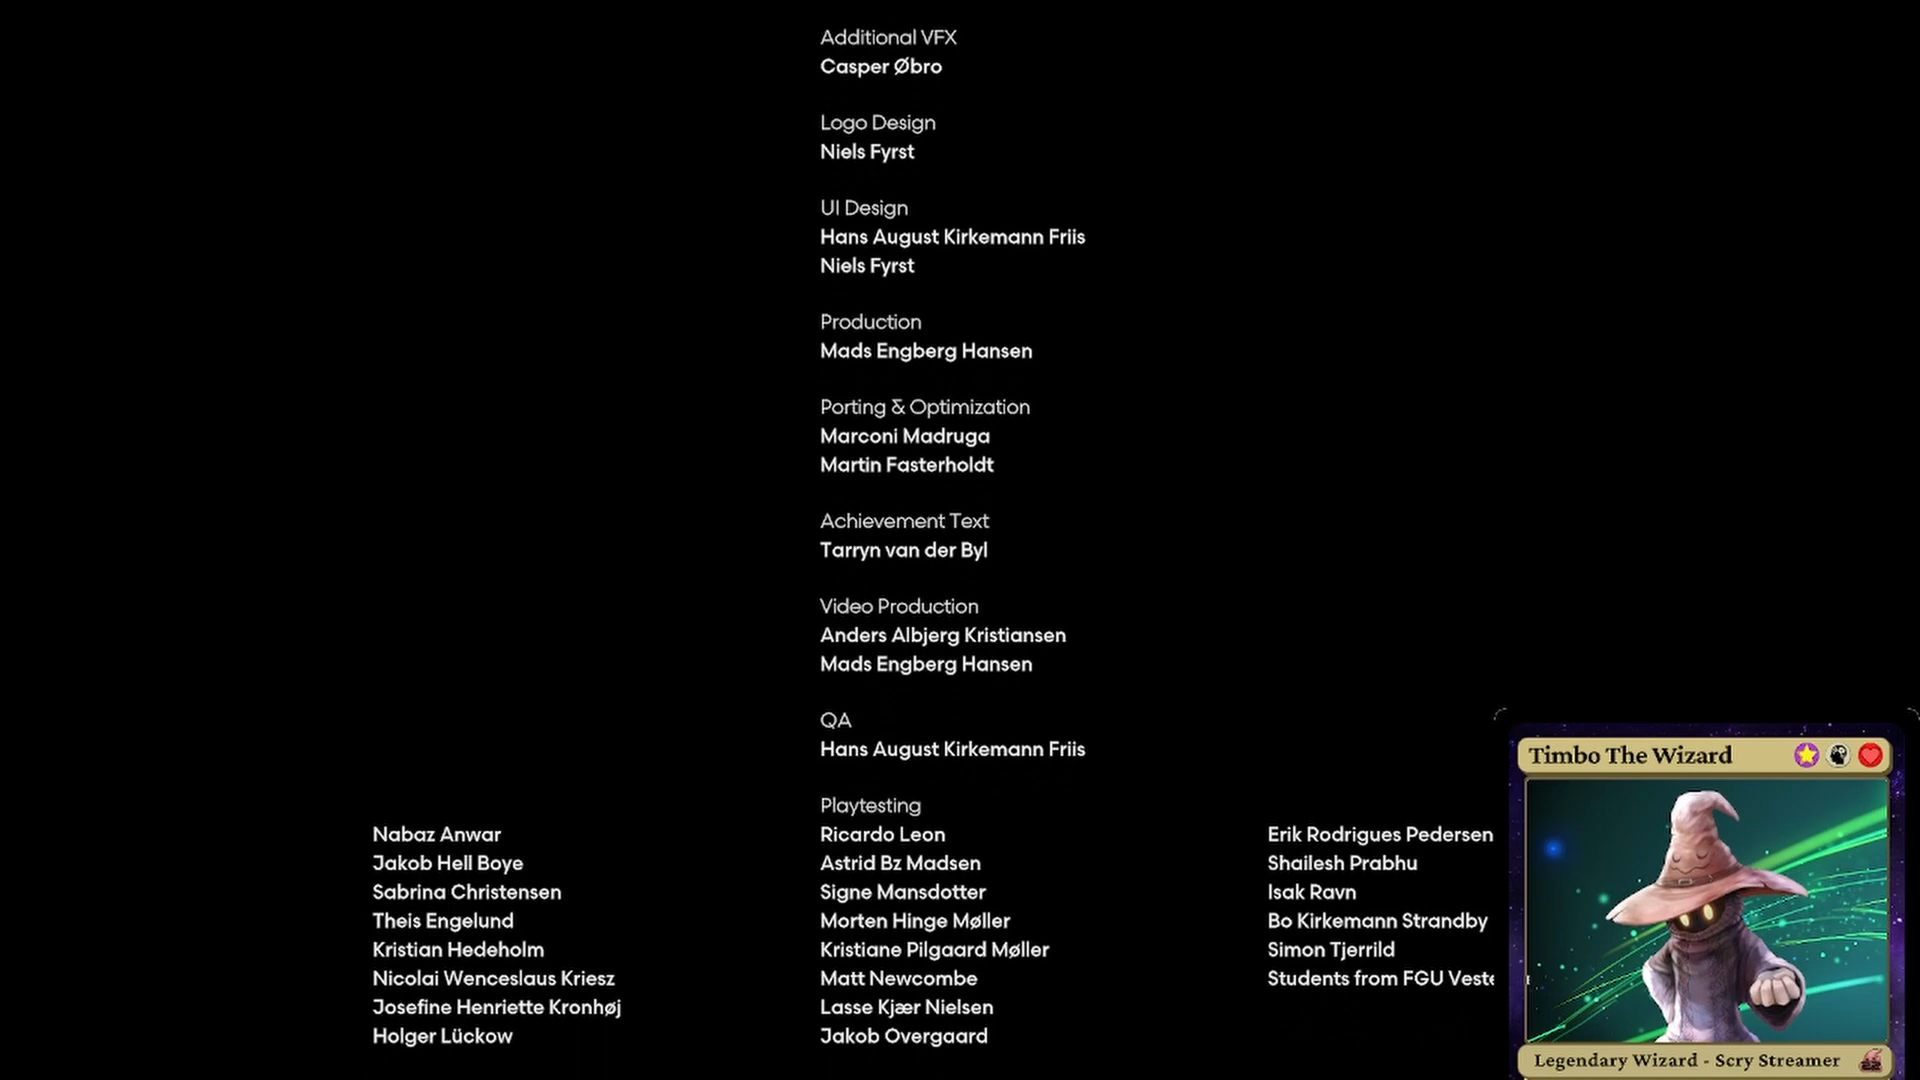 Additional VFX
Casper Øbro
Logo Design
Niels Fyrst
UI Design
Hans August Kirkemann Friis
Niels Fyrst
Production
Mads Engberg Hansen
Porting & Optimization
Marconi Madruga
Martin Fasterholdt
Achievement Text
Tarryn van der Byl
Video Production
Anders Albjerg Kristiansen
Mads Engberg Hansen
QA
Hans August Kirkemann Friis
Playtesting
Nabaz Anwar
Jakob Hell Boye
Sabrina Christensen
Theis Engelund
Kristian Hedeholm
Nicolai Wenceslaus Kriesz
Josefine Henriette Kronhøj
Holger Lückow
Ricardo Leon
Astrid Bz Madsen
Signe Mansdotter
Morten Hinge Møller
Kristiane Pilgaard Møller
Matt Newcombe
Lasse Kjær Nielsen
Jakob Overgaard
Erik Rodrigues Pedersen
Shailesh Prabhu
Isak Ravn
Bo Kirkemann Strandby
Simon Tjerrild
Students from FGU
Timbo The Wizard
Legendary Wizard - Scry Streamer